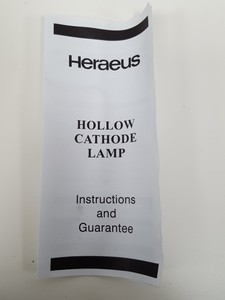 Heraeus
HOLLOW
CATHODE
LAMP
Instructions
and
Guarantee